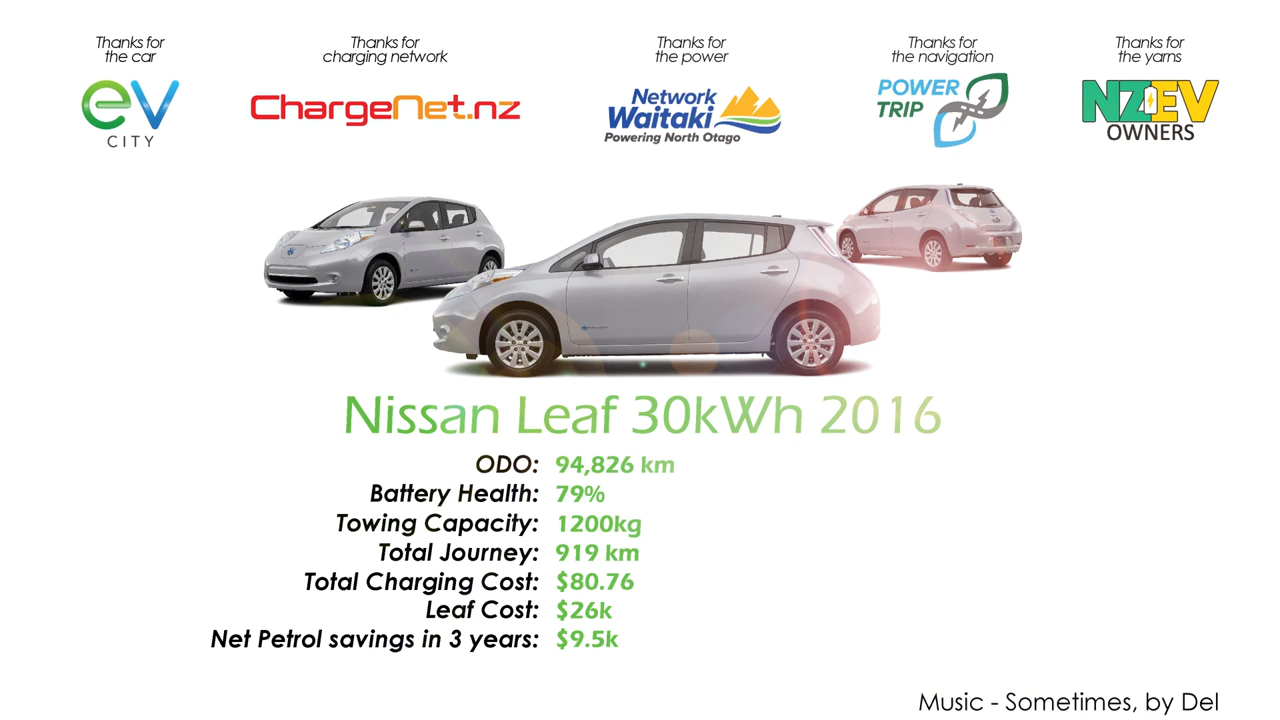 Thanks for
the car
Thanks for
charging network
Thanks for
the power
Thanks for
the navigation
Thanks for
the yarns
ev
CITY
ChargeNet.nz
Network
Waitaki
Powering North Otago
POWER
TRIP
NZEV
OWNERS
Nissan Leaf 30kWh 2016
ODO: 94,826 km
Battery Health: 79%
Towing Capacity: 1200kg
Total Journey: 919 km
Total Charging Cost: $80.76
Leaf Cost: $26k
Net Petrol savings in 3 years: $9.5k
Music - Sometimes, by Del